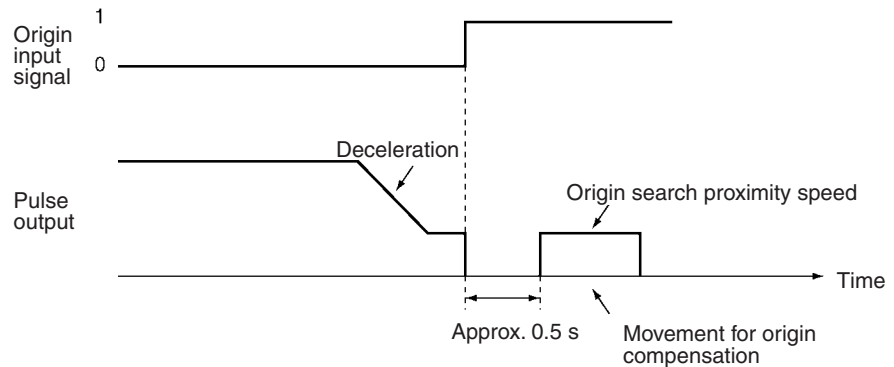 Origin
input
signal
1
0
Deceleration
Pulse
output
Origin search proximity speed
Time
Approx. 0.5 s
Movement for origin
compensation